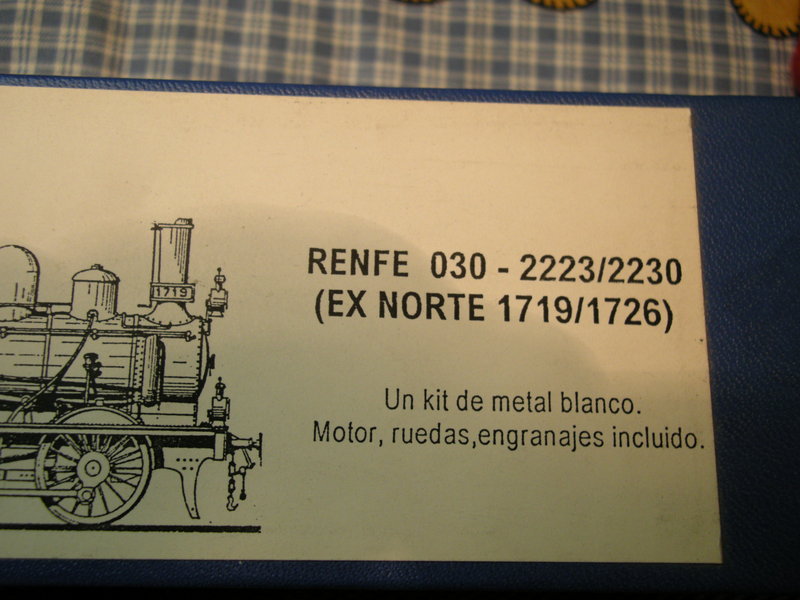 1719
RENFE 030 - 2223/2230
(EX NORTE 1719/1726)
Un kit de metal blanco.
Motor, ruedas,engranajes incluido.